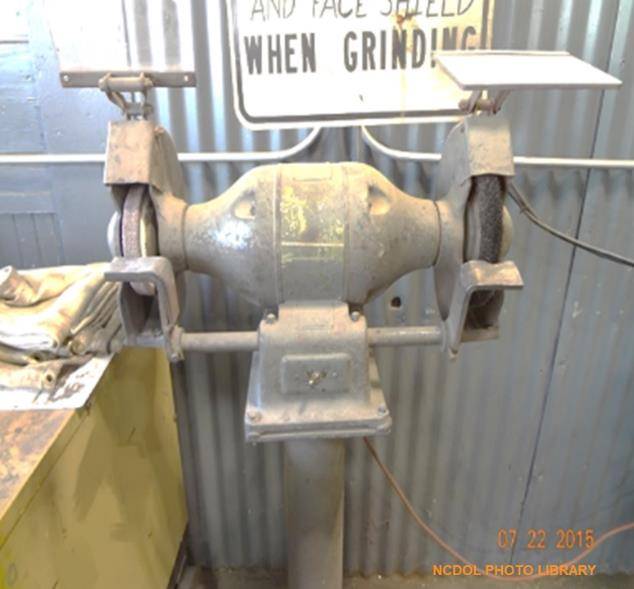 AND FACE SHIELD
WHEN GRINDING
07 22 2015
NCDOL PHOTO LIBRARY